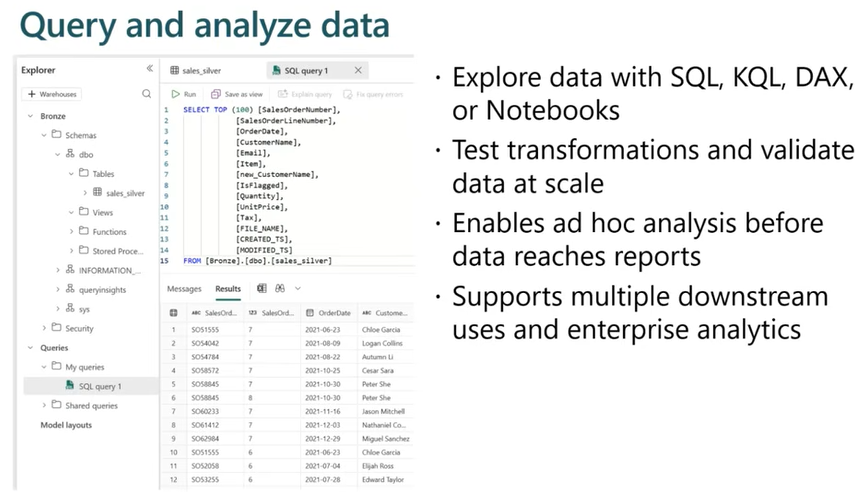 Query and analyze data
Explorer
Warehouses
Bronze
Schemas
dbo
Tables
sales_silver
Views
Functions
Stored Proce...
INFORMATION_...
queryinsights
sys
Security
Queries
My queries
SQL query 1
Shared queries
Model layouts
sales_silver
SQL query 1
Run
Save as view
Explain query
Fix query errors
1 SELECT TOP (100) [SalesOrderNumber],
2 [SalesOrderLineNumber],
3 [OrderDate],
4 [CustomerName],
5 [Email],
6 [Item],
7 [new_CustomerName],
8 [IsFlagged],
9 [Quantity],
10 [UnitPrice],
11 [Tax],
12 [FILE_NAME],
13 [CREATED_TS],
14 [MODIFIED_TS]
15 FROM [Bronze].[dbo].[sales_silver]
Messages Results
ABC SalesOrd... 123 SalesOrd... OrderDate ABC Custome...
1 SO51555 7 2021-06-23 Chloe Garcia
2 SO54042 7 2021-08-09 Logan Collins
3 SO54784 7 2021-08-22 Autumn Li
4 SO58572 7 2021-10-25 Cesar Sara
5 SO58845 7 2021-10-30 Peter She
6 SO58845 8 2021-10-30 Peter She
7 SO60233 7 2021-11-16 Jason Mitchell
8 SO61412 7 2021-12-03 Nathaniel Co...
9 SO62984 7 2021-12-29 Miguel Sanchez
10 SO51555 6 2021-06-23 Chloe Garcia
11 SO52058 6 2021-07-04 Elijah Ross
12 SO53255 6 2021-07-28 Edward Taylor
· Explore data with SQL, KQL, DAX,
or Notebooks
· Test transformations and validate
data at scale
· Enables ad hoc analysis before
data reaches reports
· Supports multiple downstream
uses and enterprise analytics